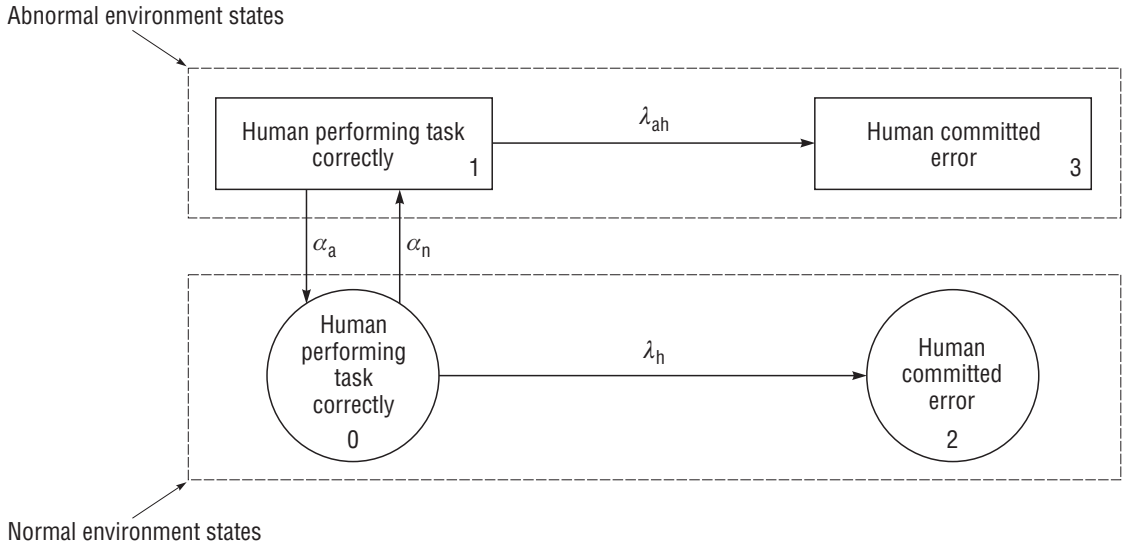 Abnormal environment states
Human performing task
correctly
1
λah
Human committed
error
3
αa
αn
Human
performing
task
correctly
0
λh
Human
committed
error
2
Normal environment states